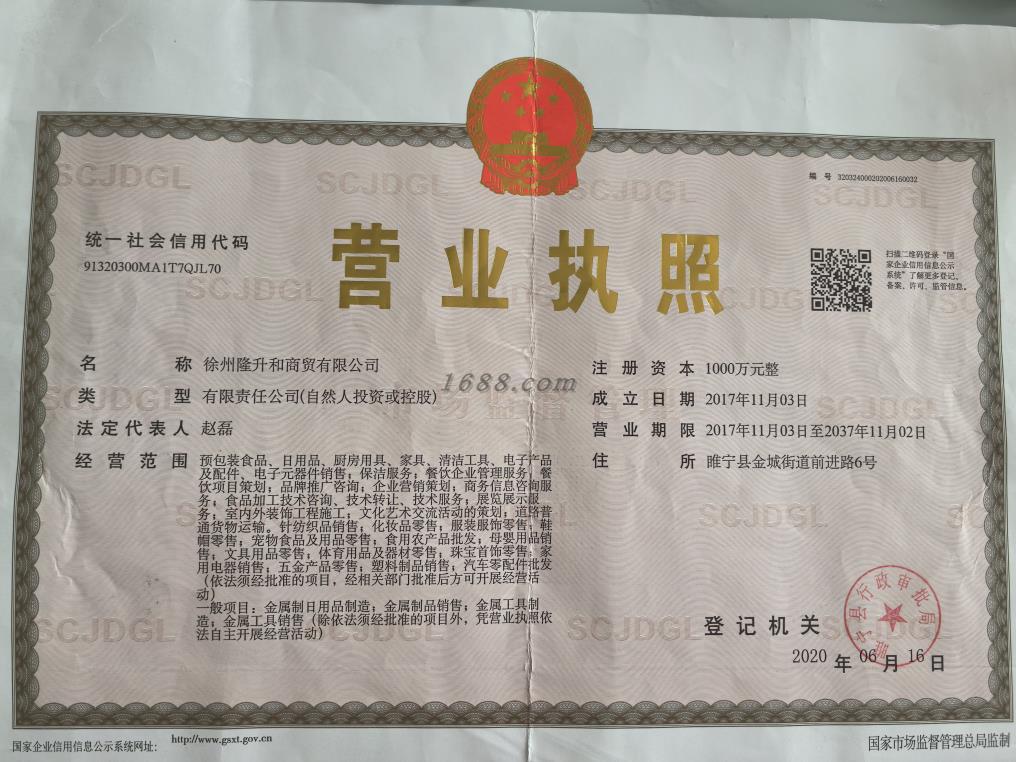 编 号 320324000202006160032
统一社会信用代码
91320300MA1T7QJL70
营业执照
扫描二维码登录“国
家企业信用信息公示
系统”了解更多登记、
备案、许可、监管信息。
名 称 徐州隆升和商贸有限公司
类 型 有限责任公司(自然人投资或控股)
法定代表人 赵磊
经营范围 预包装食品、日用品、厨房用具、家具、清洁工具、电子产品
及配件、电子元器件销售；保洁服务；餐饮企业管理服务；餐
饮项目策划；品牌推广咨询；企业营销策划；商务信息咨询服
务，食品加工技术咨询、技术转让、技术服务；展览展示服
务；室内外装饰工程施工；文化艺术交流活动的策划；道路普
通货物运输。针纺织品销售；化妆品零售；服装服饰零售，鞋
帽零售；宠物食品及用品零售；食用农产品批发；母婴用品销
售；文具用品零售；体育用品及器材零售；珠宝首饰零售；家
用电器销售；五金产品零售；塑料制品销售；汽车零配件批发
（依法须经批准的项目，经相关部门批准后方可开展经营活
动）
一般项目：金属制日用品制造；金属制品销售；金属工具制
造；金属工具销售（除依法须经批准的项目外，凭营业执照依
法自主开展经营活动）
注册资本 1000万元整
成立日期 2017年11月03日
营业期限 2017年11月03日至2037年11月02日
住 所 睢宁县金城街道前进路6号
1688.com
市场监督管理
SCJDGL
登记机关
睢宁县行政审批局
2020 年 06 月 16 日
国家企业信用信息公示系统网址： http://www.gsxt.gov.cn
国家市场监督管理总局监制